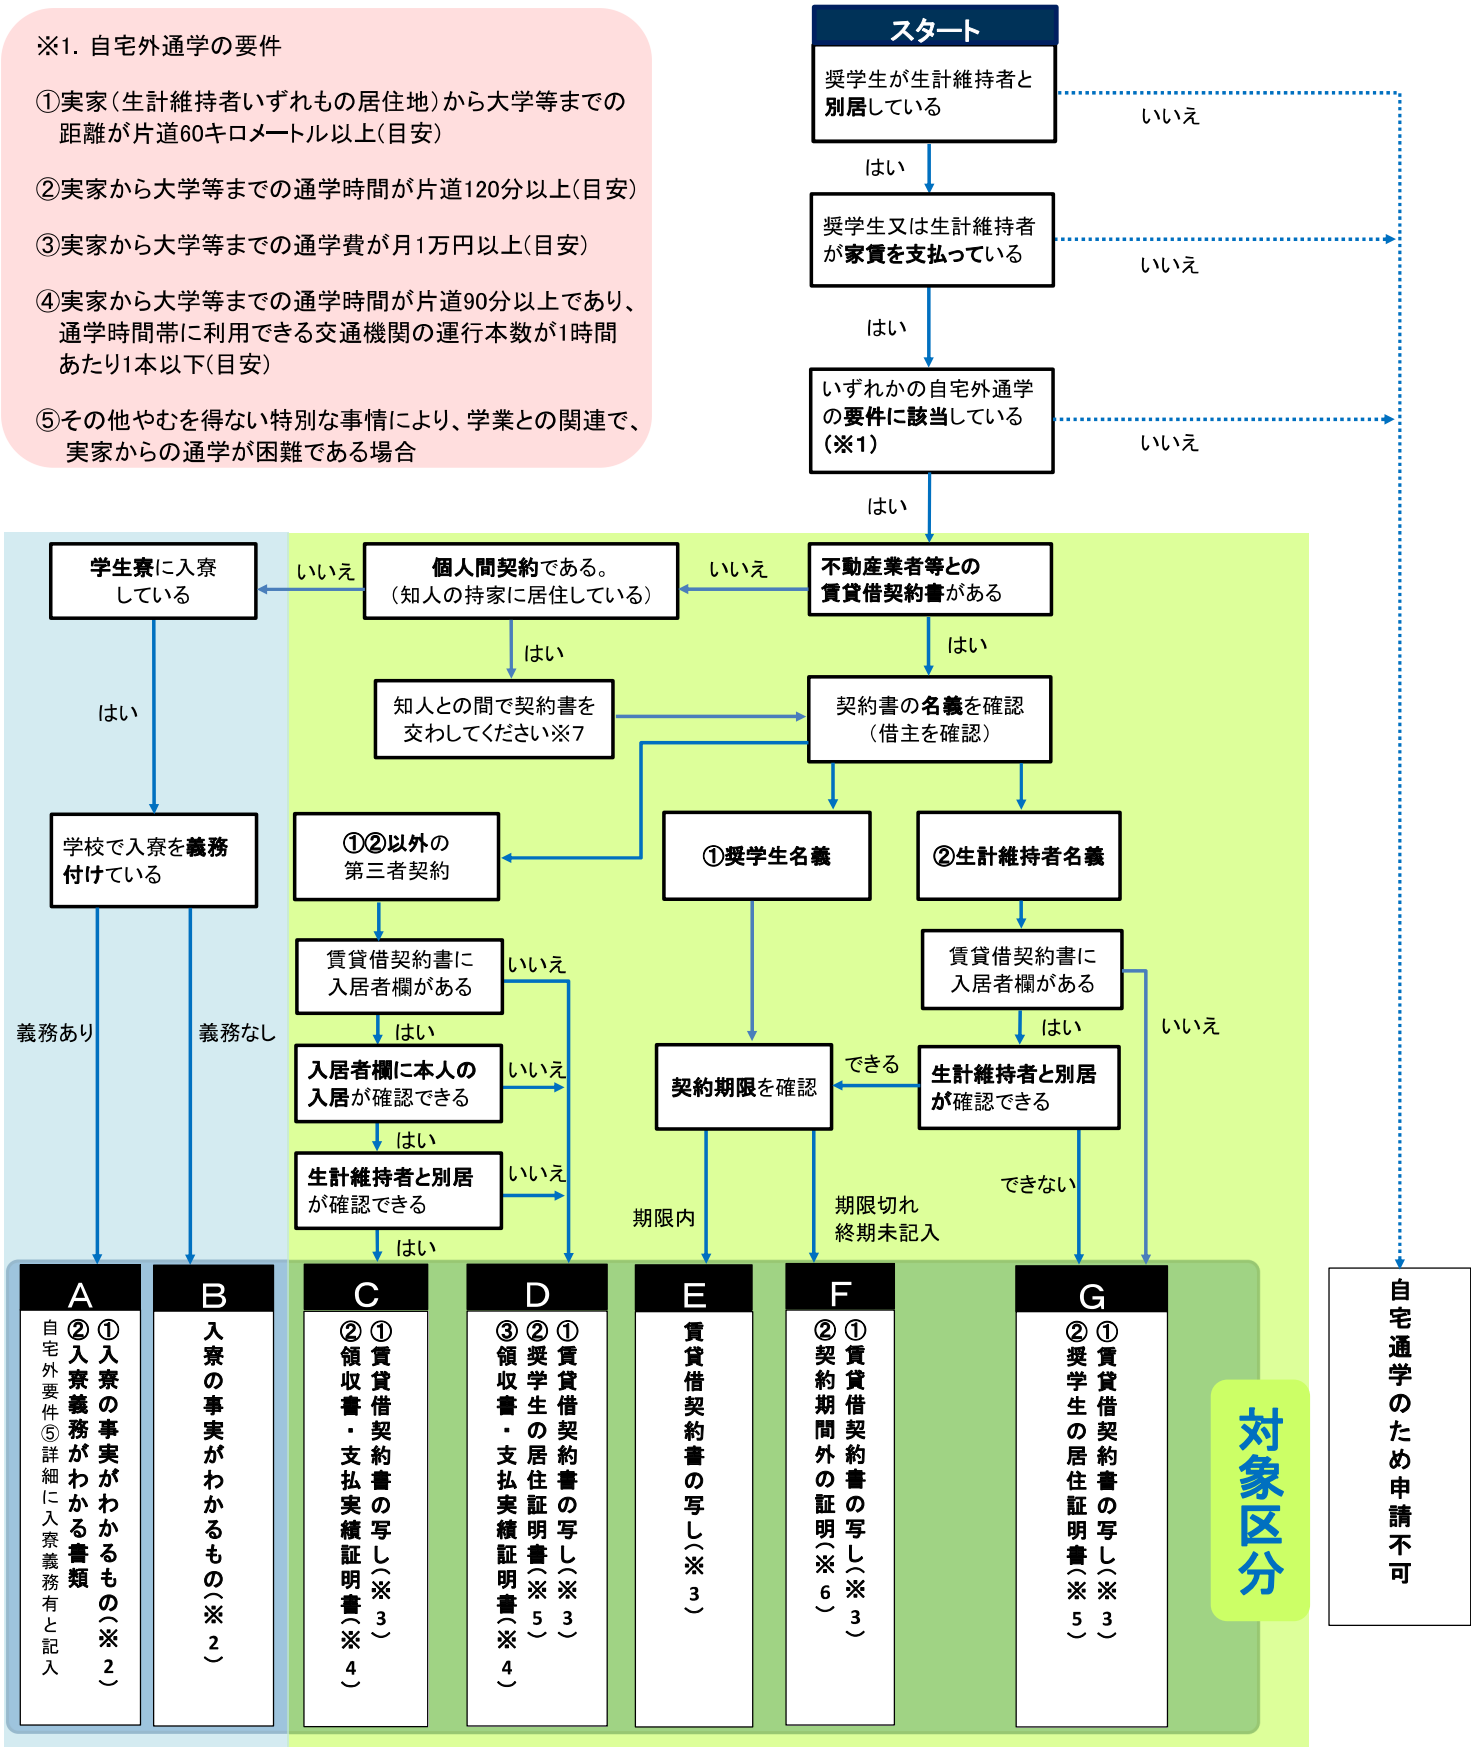 ※1．自宅外通学の要件
①実家（生計維持者いずれもの居住地）から大学等までの
距離が片道60キロメートル以上(目安)
②実家から大学等までの通学時間が片道120分以上(目安)
③実家から大学等までの通学費が月1万円以上(目安)
④実家から大学等までの通学時間が片道90分以上であり、
通学時間帯に利用できる交通機関の運行本数が1時間
あたり1本以下(目安)
⑤その他やむを得ない特別な事情により、学業との関連で、
実家からの通学が困難である場合
スタート
奨学生が生計維持者と
別居している
いいえ
はい
奨学生又は生計維持者
が家賃を支払っている
いいえ
はい
いずれかの自宅外通学
の要件に該当している
（※1）
いいえ
はい
不動産業者等との
賃貸借契約書がある
いいえ
はい
個人間契約である。
（知人の持家に居住している）
いいえ
はい
学生寮に入寮
している
はい
知人との間で契約書を
交わしてください※7
契約書の名義を確認
（借主を確認）
学校で入寮を義務
付けている
義務あり
義務なし
①②以外の
第三者契約
①奨学生名義
②生計維持者名義
賃貸借契約書に
入居者欄がある
いいえ
はい
入居者欄に本人の
入居が確認できる
いいえ
はい
生計維持者と別居
が確認できる
いいえ
はい
賃貸借契約書に
入居者欄がある
はい
いいえ
生計維持者と別居
が確認できる
できる
できない
契約期限を確認
期限内
期限切れ
終期未記入
A
①入寮の事実がわかるもの（※2）
②入寮義務がわかる書類
自宅外要件⑤詳細に入寮義務有と記入
B
入寮の事実がわかるもの（※2）
C
①賃貸借契約書の写し（※3）
②領収書・支払実績証明書（※4）
D
①賃貸借契約書の写し（※3）
②奨学生の居住証明書（※5）
③領収書・支払実績証明書（※4）
E
賃貸借契約書の写し（※3）
F
①賃貸借契約書の写し（※3）
②契約期間外の証明（※6）
G
①賃貸借契約書の写し（※3）
②奨学生の居住証明書（※5）
対象区分
自宅通学のため申請不可